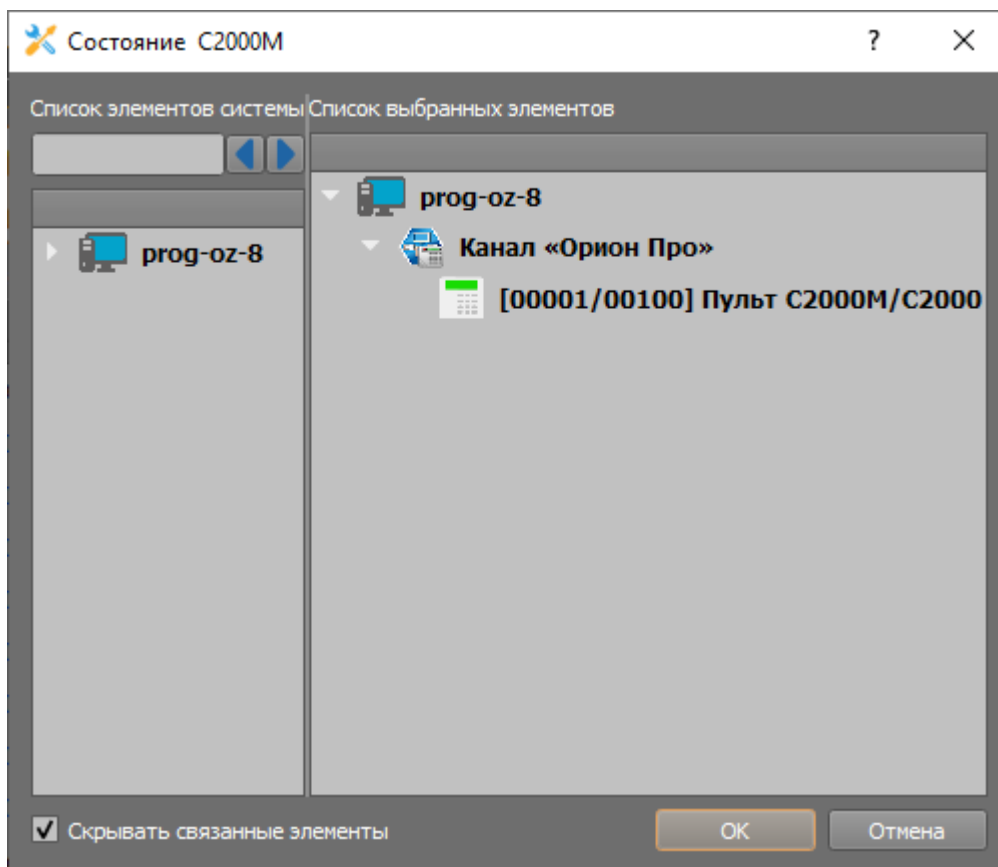 Состояние С2000М
?
Список элементов системы
Список выбранных элементов
prog-oz-8
prog-oz-8
Канал «Орион Про»
[00001/00100] Пульт С2000М/С2000
Скрывать связанные элементы
ОК
Отмена